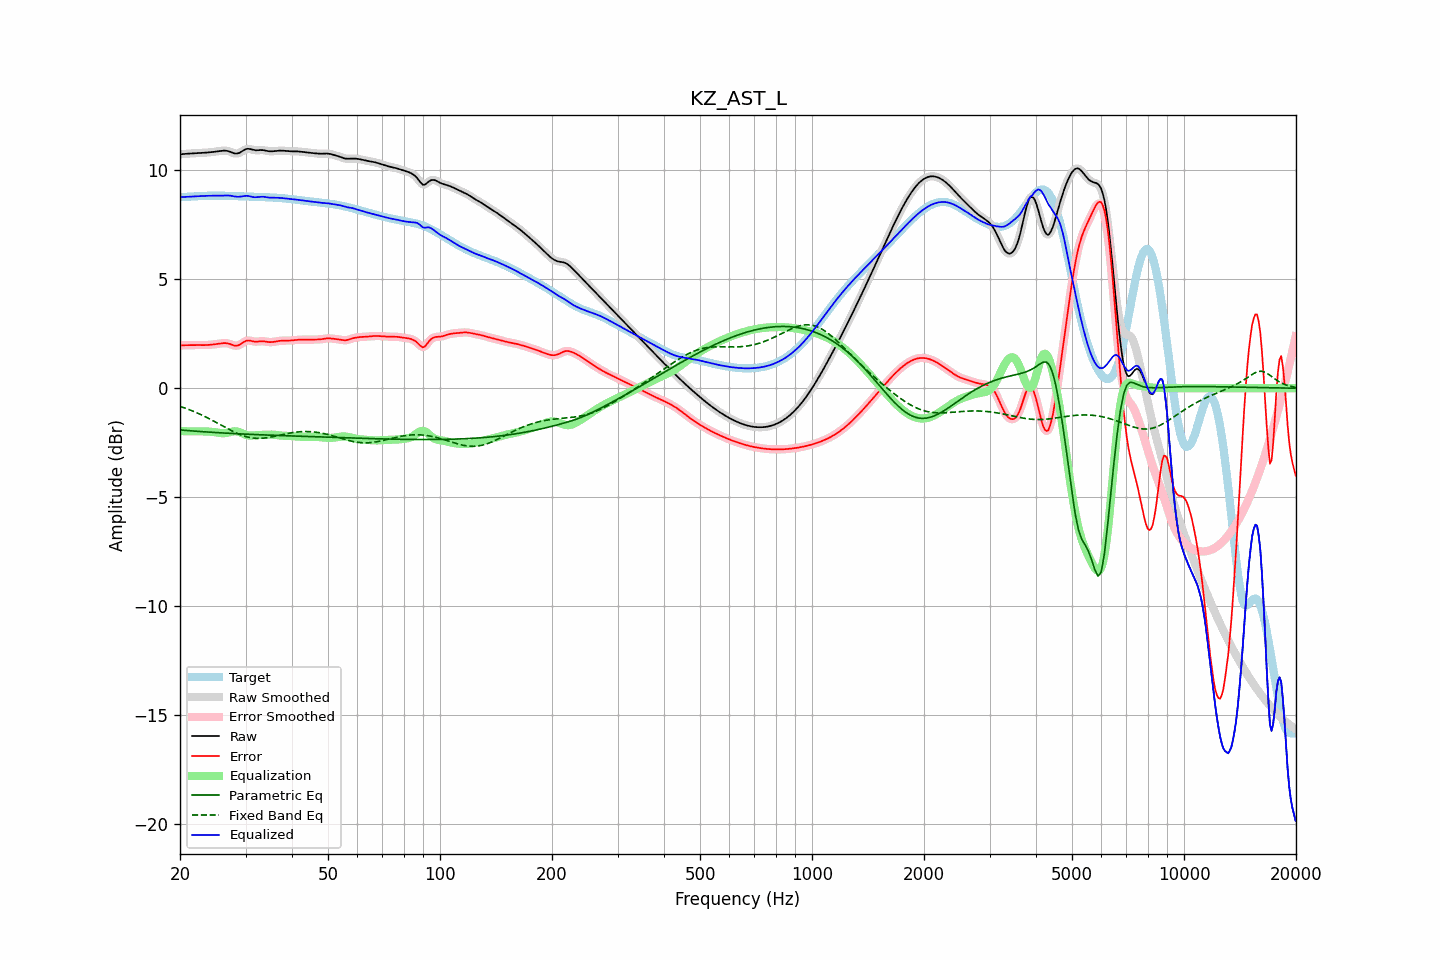 KZ_AST_L
Amplitude (dBr)
10
5
0
−5
−10
−15
−20
Target
Raw Smoothed
Error Smoothed
Raw
Error
Equalization
Parametric Eq
Fixed Band Eq
Equalized
20 50 100 200 500 1000 2000 5000 10000 20000
Frequency (Hz)